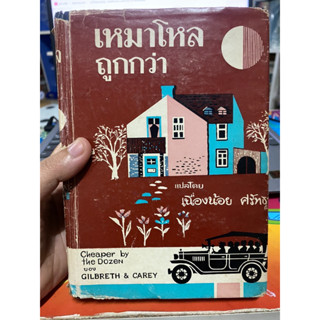 เหมาโหล
ถูกกว่า
แปลโดย
เนื่องน้อย ศรัทธา
Cheaper by
the DOZEN
ของ
GILBRETH & CAREY